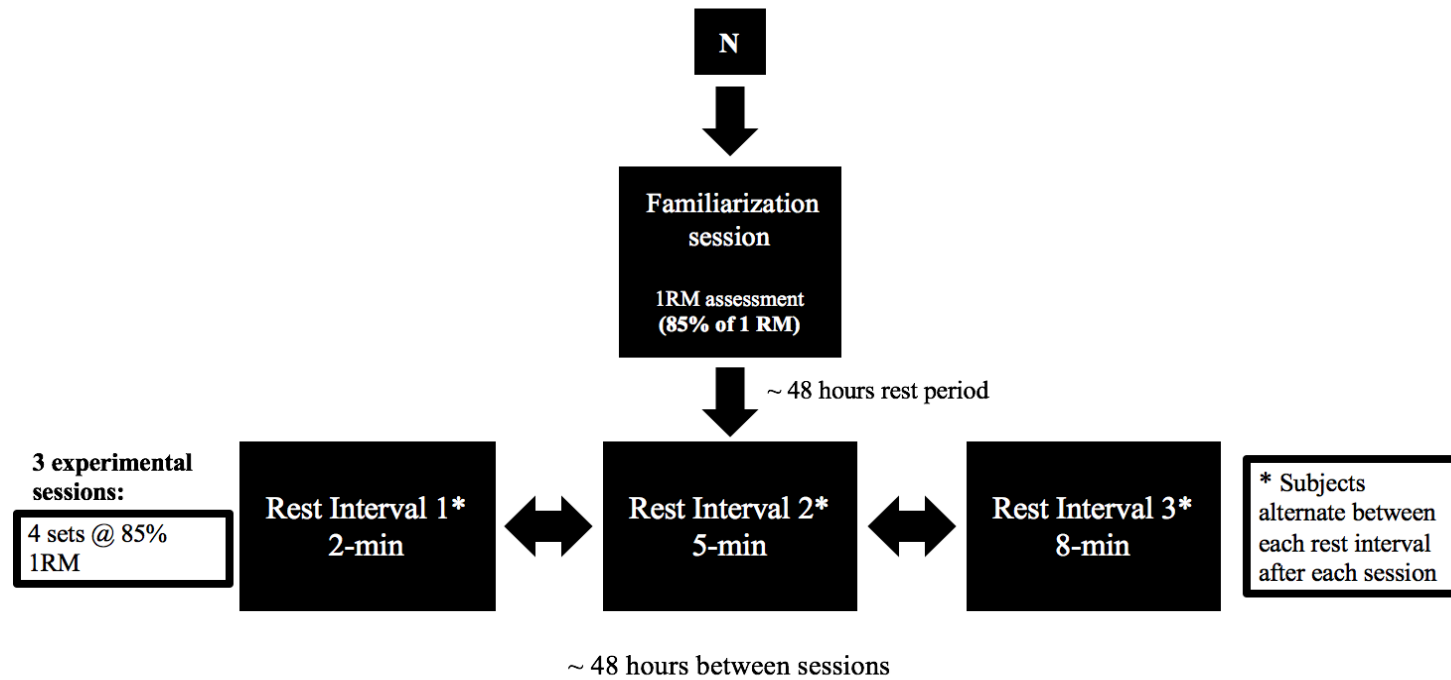 N
Familiarization
session
1RM assessment
(85% of 1 RM)
~ 48 hours rest period
3 experimental
sessions:
4 sets @ 85%
1RM
Rest Interval 1*
2-min
Rest Interval 2*
5-min
Rest Interval 3*
8-min
* Subjects
alternate between
each rest interval
after each session
~ 48 hours between sessions